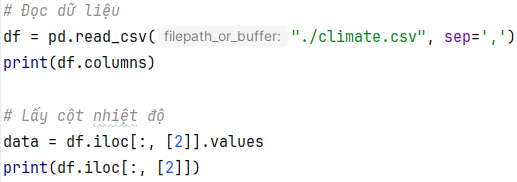 # Đọc dữ liệu
df = pd.read_csv( filepath_or_buffer: "./climate.csv", sep=',')
print(df.columns)
# Lấy cột nhiệt độ
data = df.iloc[:, [2]].values
print(df.iloc[:, [2]])